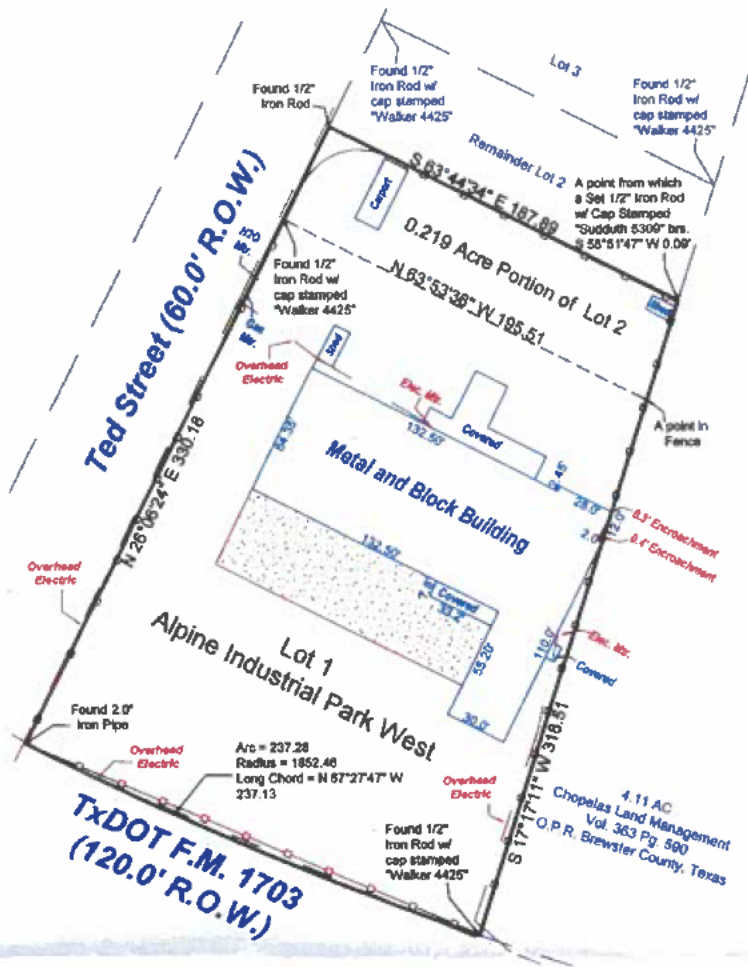 Lot 3
Found 1/2"
Iron Rod w/
cap stamped
"Walker 4425"
Found 1/2"
Iron Rod w/
cap stamped
"Walker 4425"
Found 1/2"
Iron Rod
Remainder Lot 2
S 63°44'34" E 187.89
A point from which
a Set 1/2" Iron Rod
w/ Cap Stamped
"Sudduth 5309" brs.
S 58°51'47" W 0.09'
Carport
0.219 Acre Portion of Lot 2
Ted Street (60.0' R.O.W.)
H2O
Mtr.
Found 1/2"
Iron Rod w/
cap stamped
"Walker 4425"
N 63°53'38" W 195.51
Shed
Gas
Mtr.
Shed
Overhead
Electric
Elec. Mtr.
Covered
132.50'
A point in
Fence
Metal and Block Building
28.0'
12.0'
2.0'
0.3' Encroachment
0.4' Encroachment
N 26°06'24" E 330.18
132.50'
Covered
33.2'
Overhead
Electric
55.20'
110.0'
Elec. Mtr.
Covered
30.0'
Lot 1
Alpine Industrial Park West
S 17°17'11" W 318.51
Found 2.0"
Iron Pipe
Overhead
Electric
Arc = 237.28
Radius = 1852.46
Long Chord = N 67°27'47" W
237.13
Overhead
Electric
4.11 AC
Chopelas Land Management
Vol. 363 Pg. 590
O.P.R. Brewster County, Texas
TxDOT F.M. 1703
(120.0' R.O.W.)
Found 1/2"
Iron Rod w/
cap stamped
"Walker 4425"